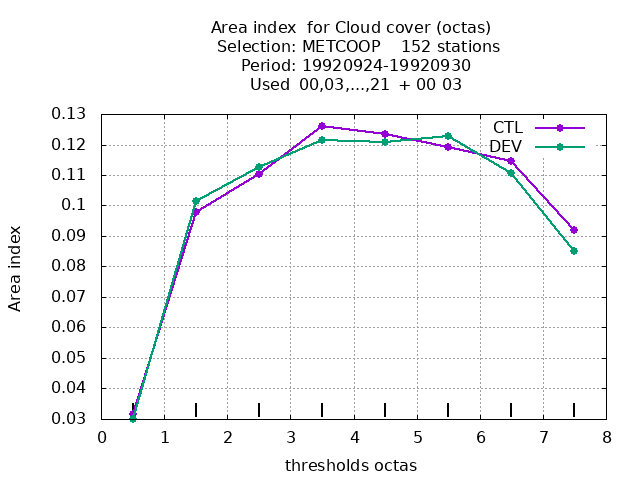 Area index  for Cloud cover (octas)
Selection: METCOOP    152 stations
Period: 19920924-19920930
Used  00,03,...,21  + 00 03
0.13
0.12
0.11
0.1
0.09
0.08
0.07
0.06
0.05
0.04
0.03
Area index
CTL
DEV
0 1 2 3 4 5 6 7 8
thresholds octas